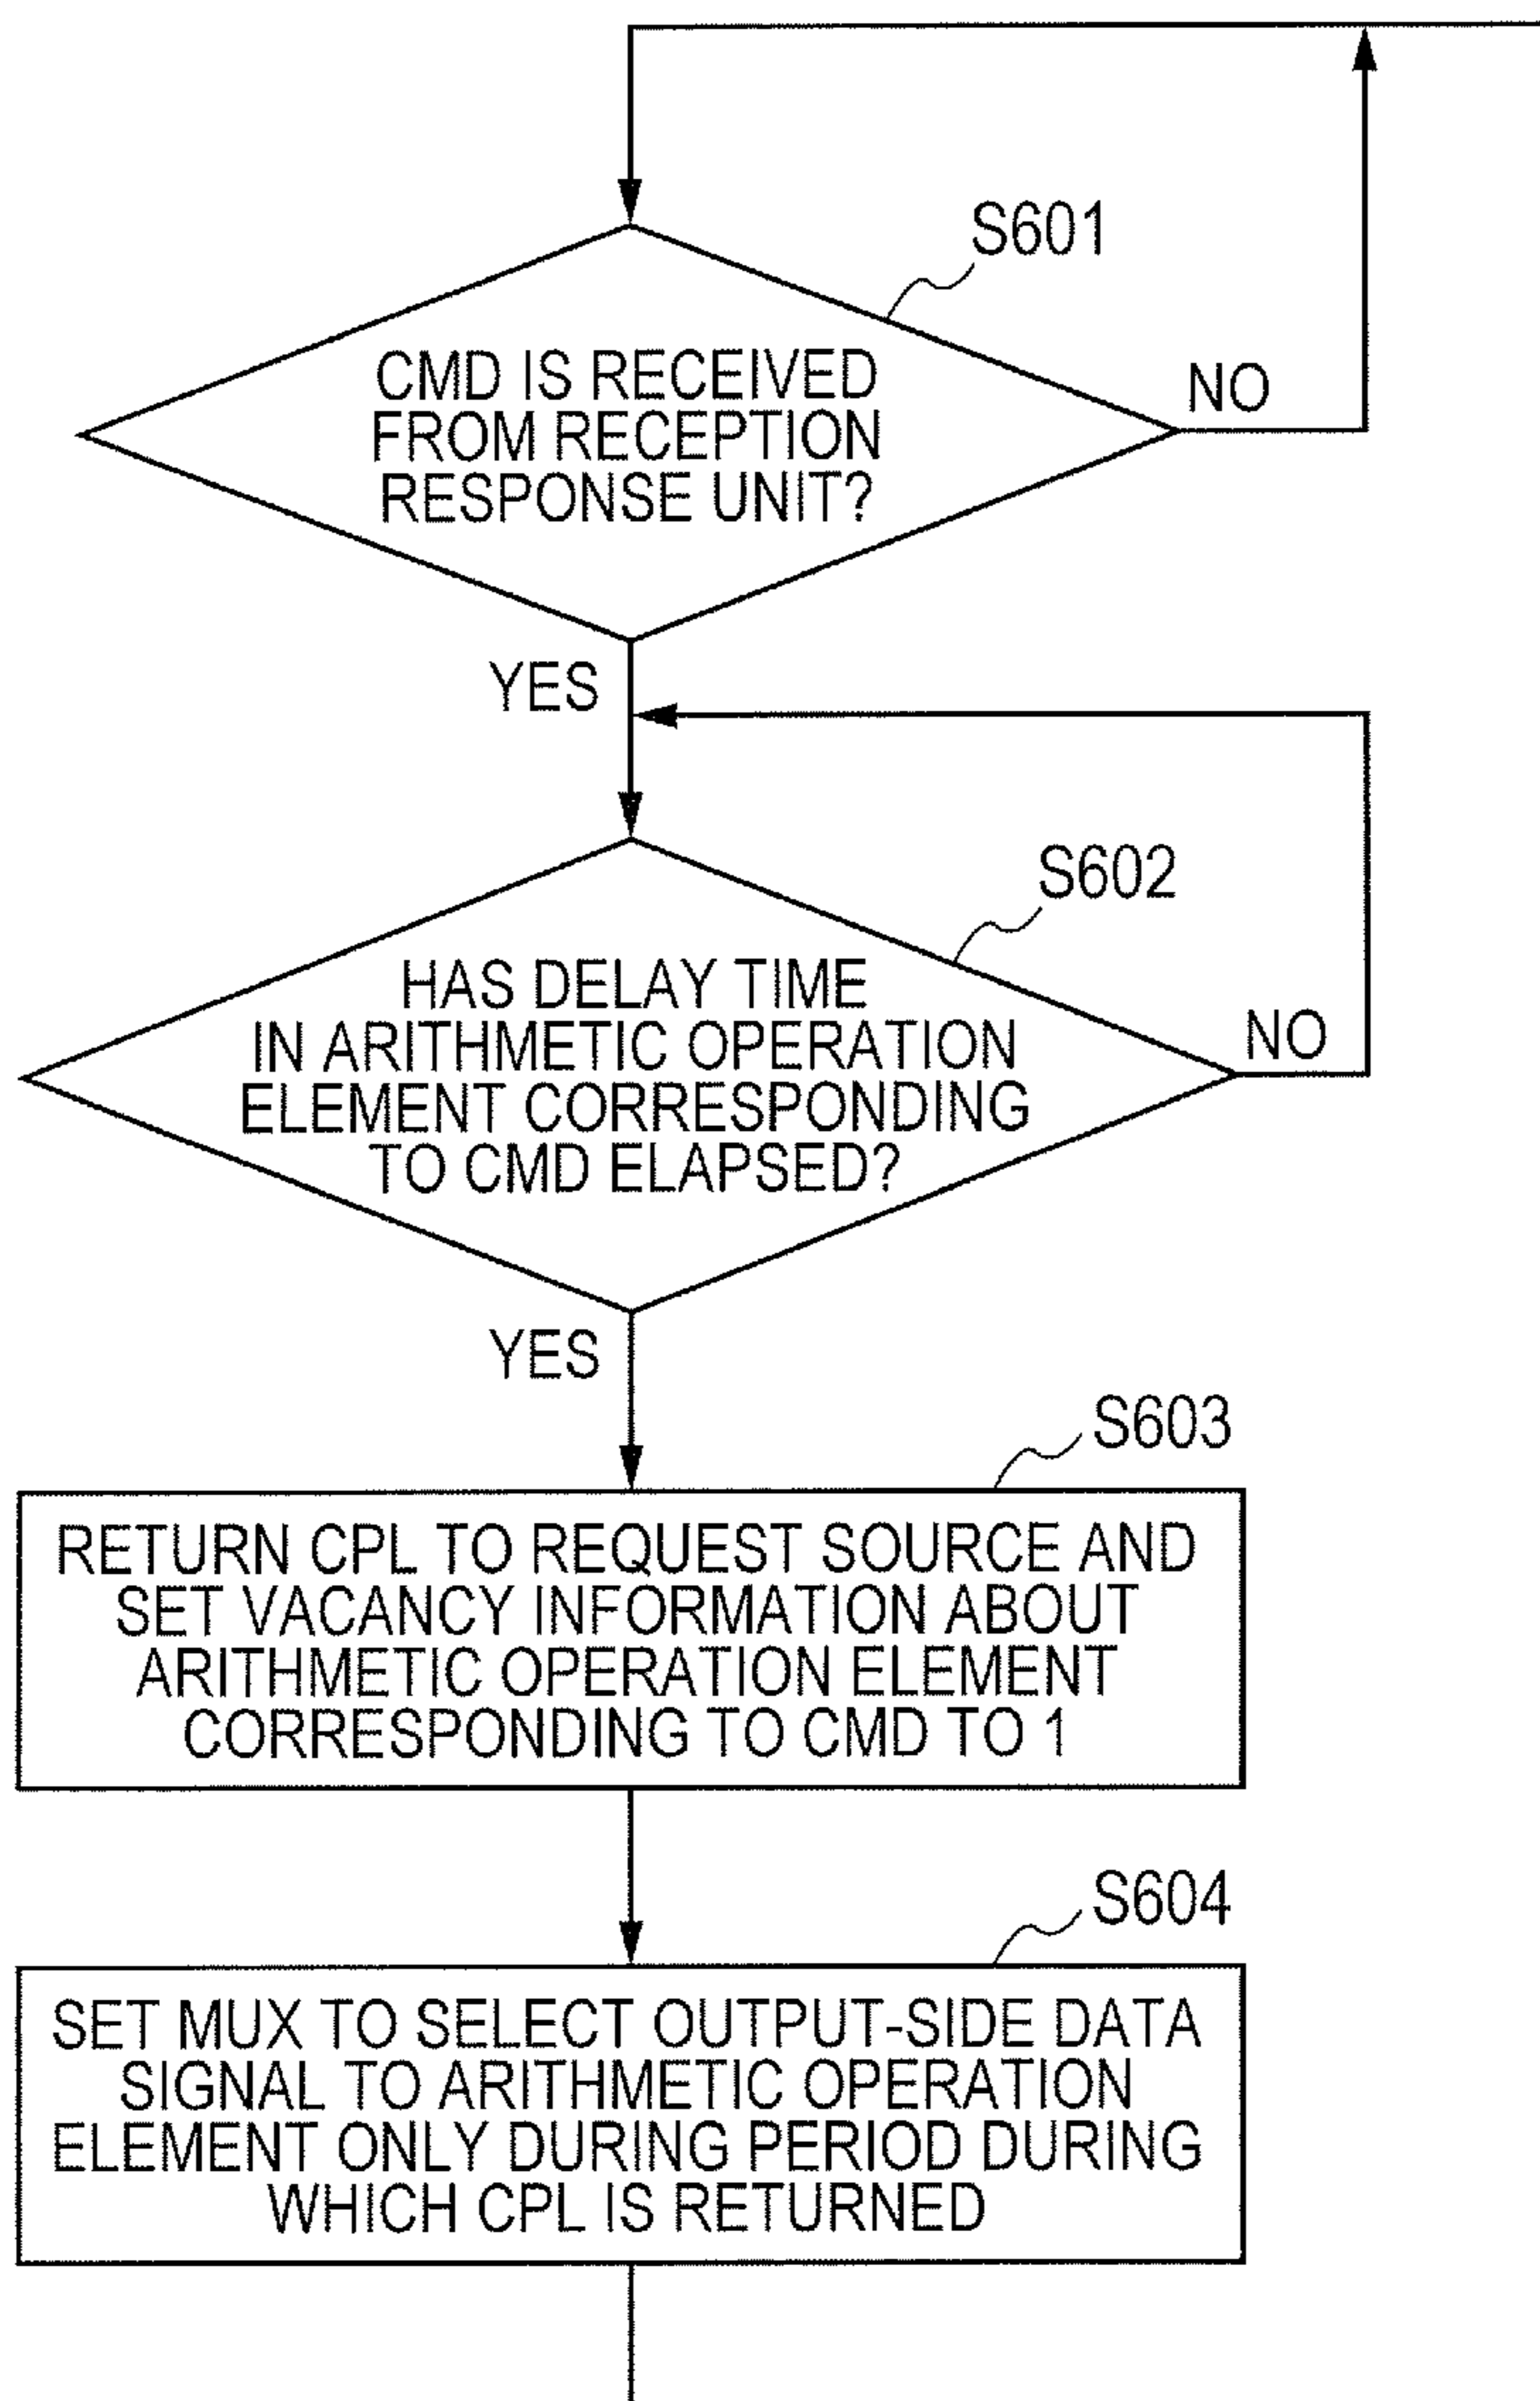 S601
CMD IS RECEIVED
FROM RECEPTION
RESPONSE UNIT?
NO
YES
S602
HAS DELAY TIME
IN ARITHMETIC OPERATION
ELEMENT CORRESPONDING
TO CMD ELAPSED?
NO
YES
S603
RETURN CPL TO REQUEST SOURCE AND
SET VACANCY INFORMATION ABOUT
ARITHMETIC OPERATION ELEMENT
CORRESPONDING TO CMD TO 1
S604
SET MUX TO SELECT OUTPUT-SIDE DATA
SIGNAL TO ARITHMETIC OPERATION
ELEMENT ONLY DURING PERIOD DURING
WHICH CPL IS RETURNED